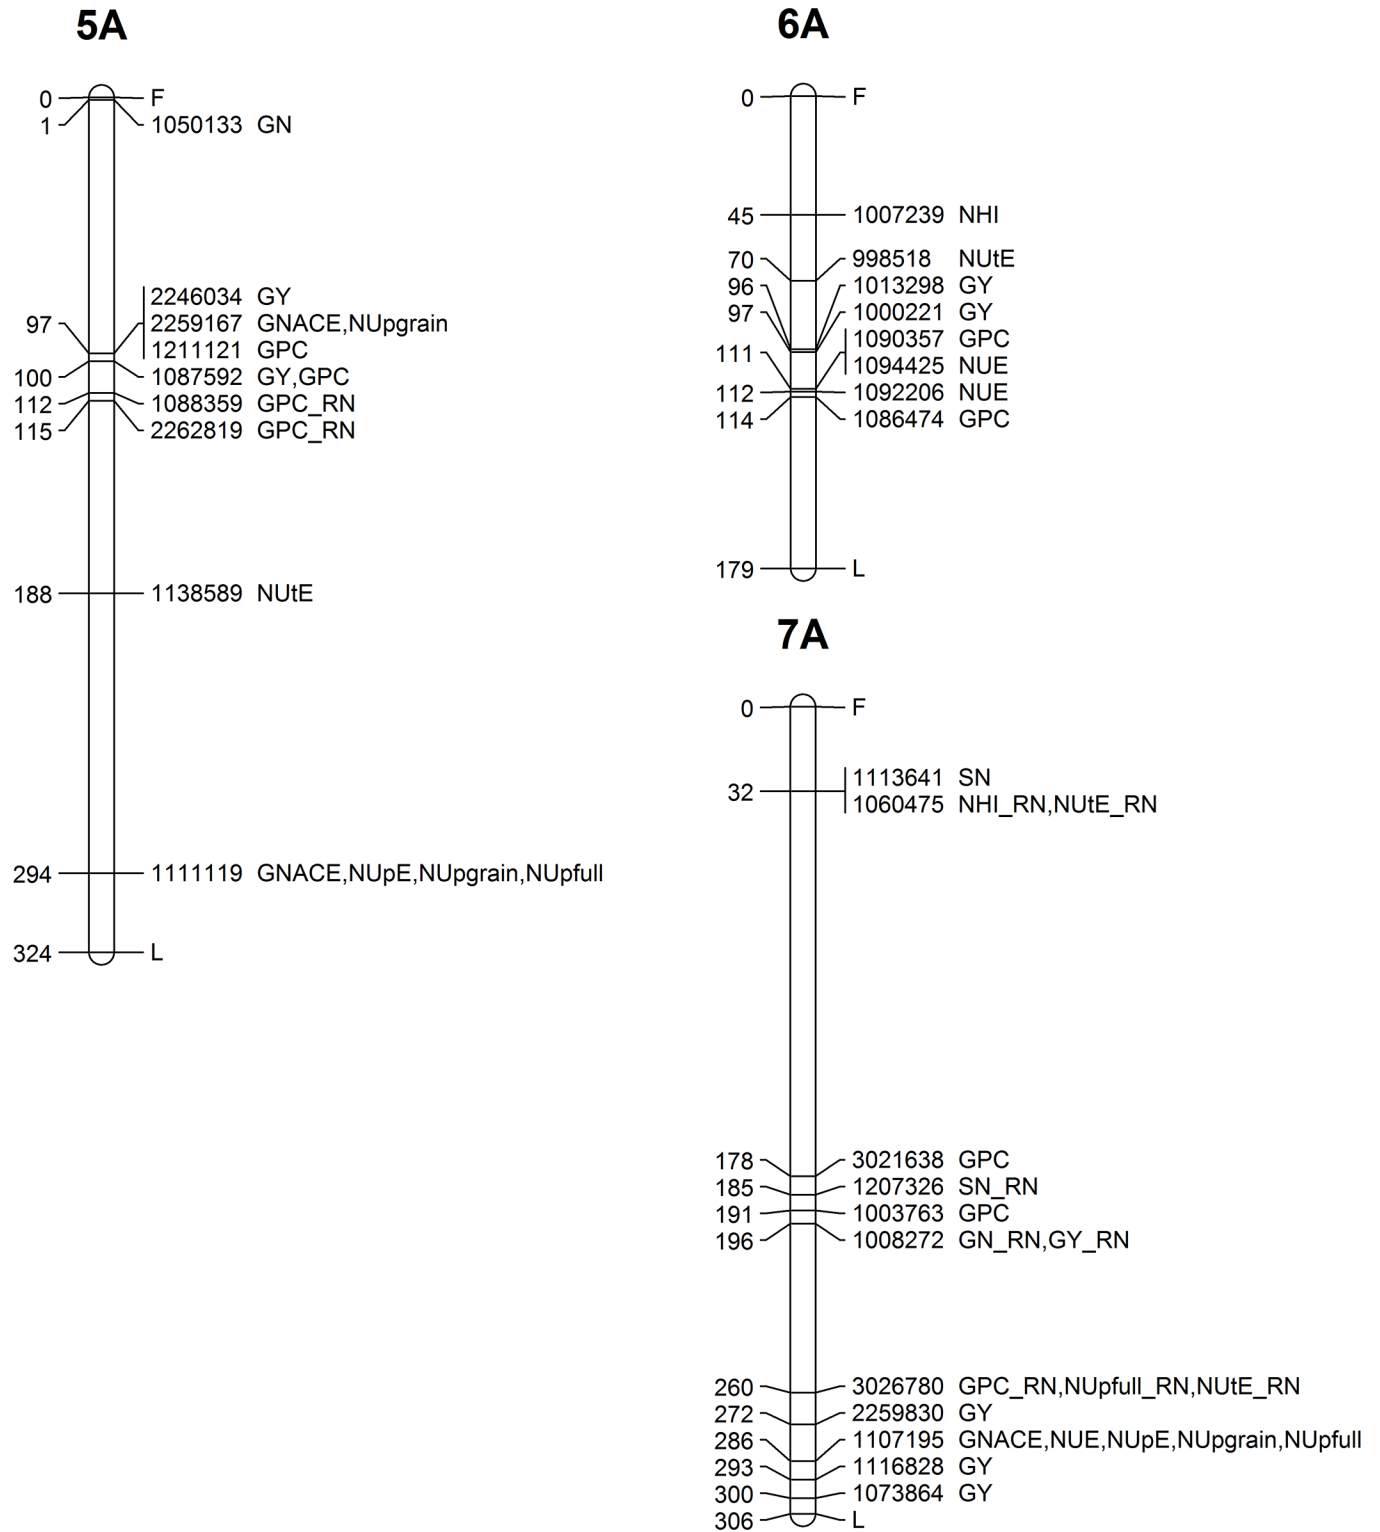 5A
0 F
1 1050133 GN
2246034 GY
97 2259167 GNACE,NUpgrain
1211121 GPC
100 1087592 GY,GPC
112 1088359 GPC_RN
115 2262819 GPC_RN
188 1138589 NUtE
294 1111119 GNACE,NUpE,NUpgrain,NUpfull
324 L
6A
0 F
45 1007239 NHI
70 998518 NUtE
96 1013298 GY
97 1000221 GY
1090357 GPC
111 1094425 NUE
112 1092206 NUE
114 1086474 GPC
179 L
7A
0 F
1113641 SN
32 1060475 NHI_RN,NUtE_RN
178 3021638 GPC
185 1207326 SN_RN
191 1003763 GPC
196 1008272 GN_RN,GY_RN
260 3026780 GPC_RN,NUpfull_RN,NUtE_RN
272 2259830 GY
286 1107195 GNACE,NUE,NUpE,NUpgrain,NUpfull
293 1116828 GY
300 1073864 GY
306 L